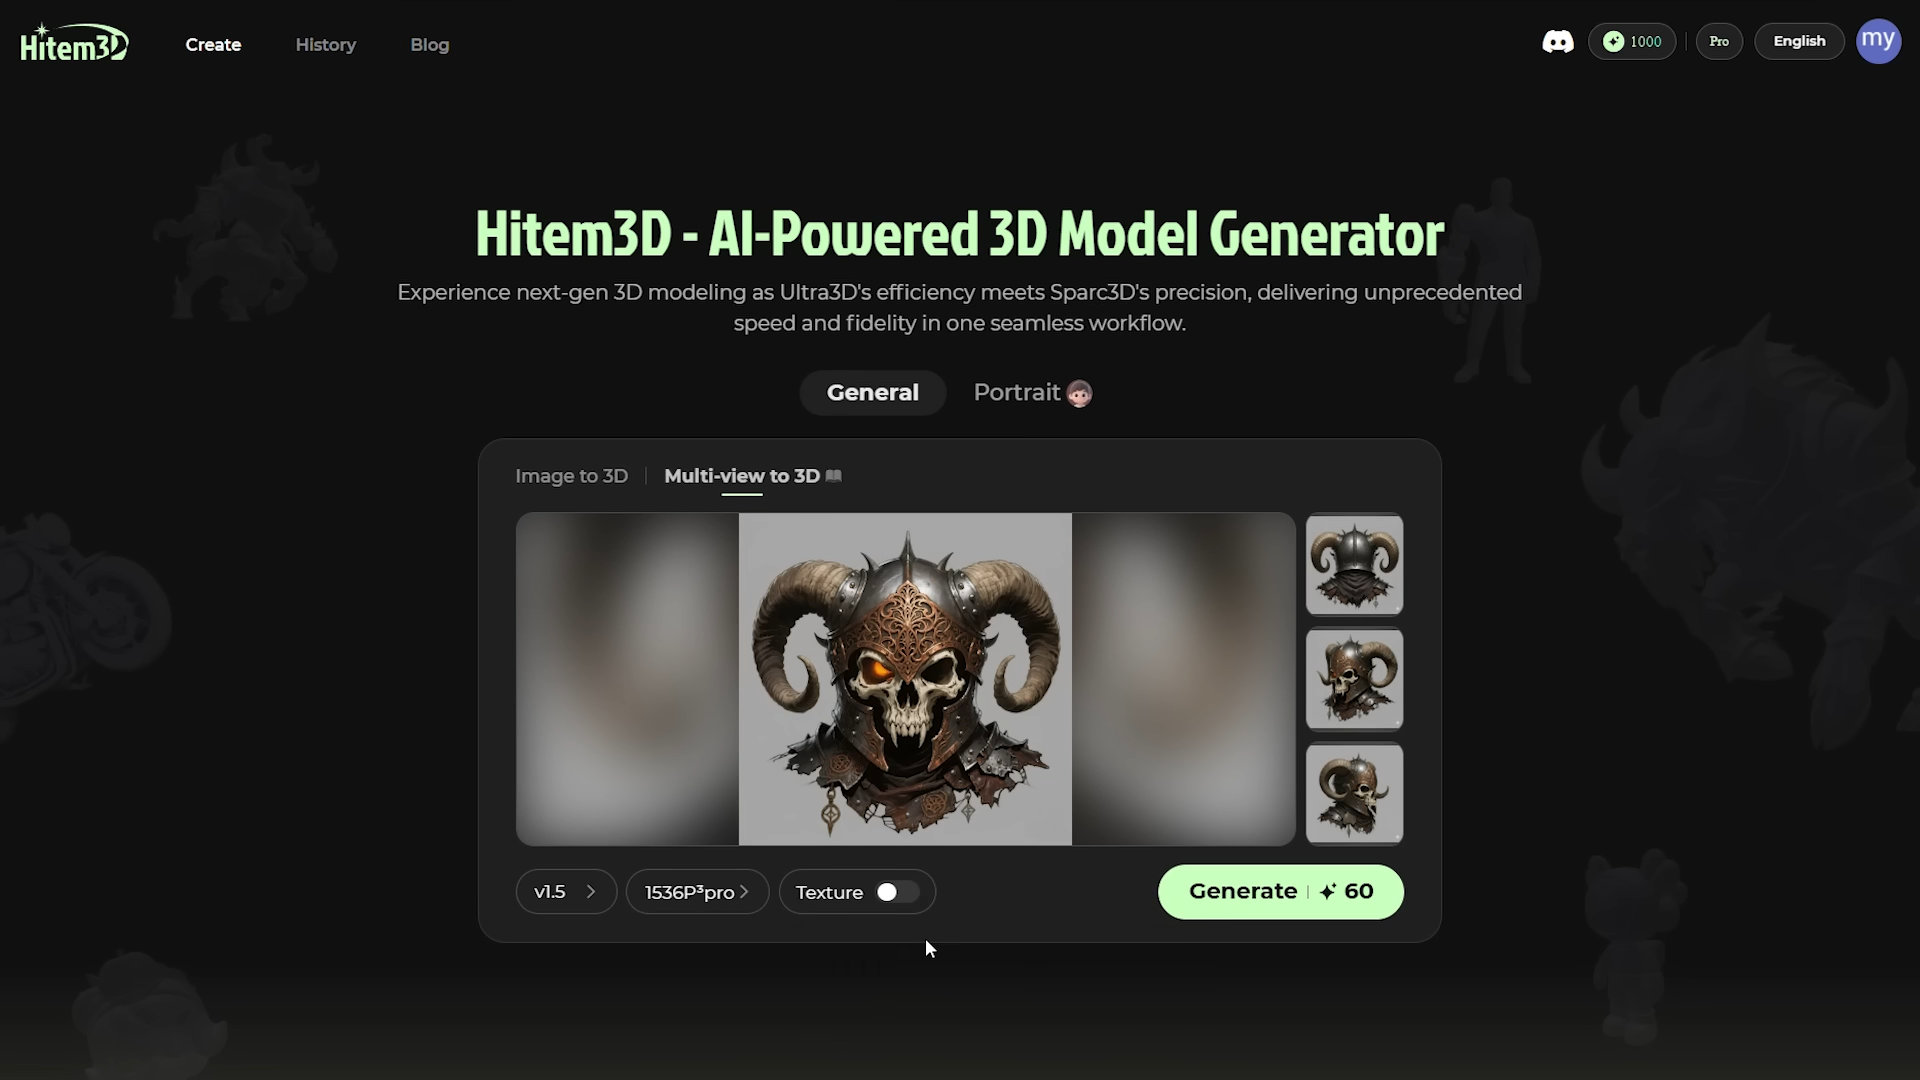 Hitem3D
Create
History
Blog
1000
Pro
English
my
Hitem3D - AI-Powered 3D Model Generator
Experience next-gen 3D modeling as Ultra3D's efficiency meets Sparc3D's precision, delivering unprecedented
speed and fidelity in one seamless workflow.
General
Portrait
Image to 3D
Multi-view to 3D
v1.5
1536P³pro
Texture
Generate
60